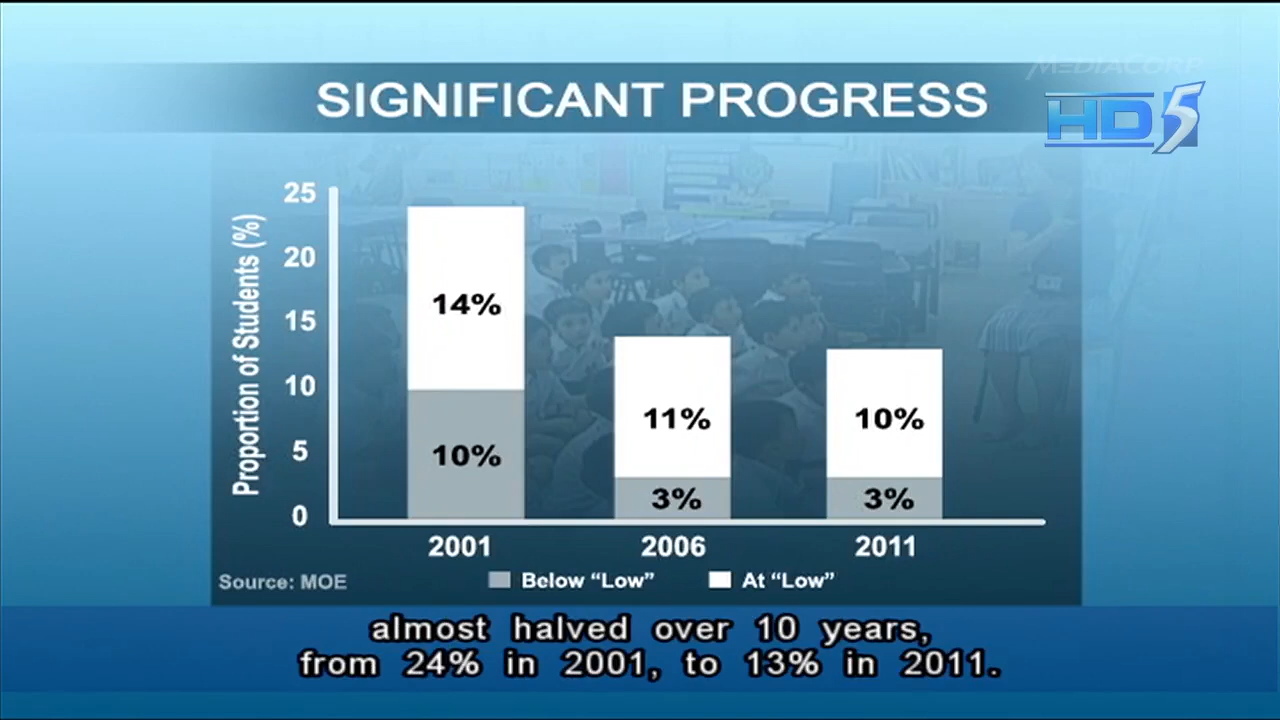 MEDIACORP
HD5
SIGNIFICANT PROGRESS
Proportion of Students (%)
25
20
15
10
5
0
14%
10%
11%
3%
10%
3%
2001
2006
2011
Source: MOE
Below “Low”
At “Low”
almost halved over 10 years,
from 24% in 2001, to 13% in 2011.